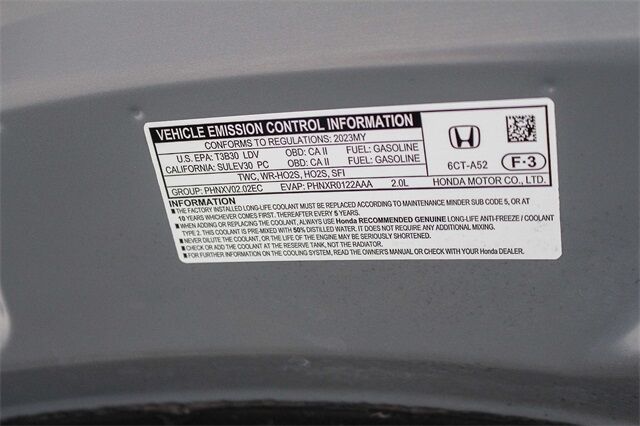 VEHICLE EMISSION CONTROL INFORMATION
CONFORMS TO REGULATIONS: 2023MY
U.S. EPA: T3B30 LDV OBD: CA II FUEL: GASOLINE
CALIFORNIA: SULEV30 PC OBD: CA II FUEL: GASOLINE
TWC, WR-HO2S, HO2S, SFI
GROUP: PHNXV02.02EC EVAP: PHNXR0122AAA 2.0L
6CT-A52 F-3
HONDA MOTOR CO., LTD.
INFORMATION
■THE FACTORY INSTALLED LONG-LIFE COOLANT MUST BE REPLACED ACCORDING TO MAINTENANCE MINDER SUB CODE 5, OR AT
10 YEARS WHICHEVER COMES FIRST. THEREAFTER EVERY 5 YEARS.
■WHEN ADDING OR REPLACING THE COOLANT, ALWAYS USE Honda RECOMMENDED GENUINE LONG-LIFE ANTI-FREEZE / COOLANT
TYPE 2. THIS COOLANT IS PRE-MIXED WITH 50% DISTILLED WATER. IT DOES NOT REQUIRE ANY ADDITIONAL MIXING.
■NEVER DILUTE THE COOLANT, OR THE LIFE OF THE ENGINE MAY BE SERIOUSLY SHORTENED.
■CHECK OR ADD THE COOLANT AT THE RESERVE TANK, NOT THE RADIATOR.
■FOR FURTHER INFORMATION ON THE COOLANT, READ THE OWNER'S MANUAL OR CHECK WITH YOUR Honda DEALER.